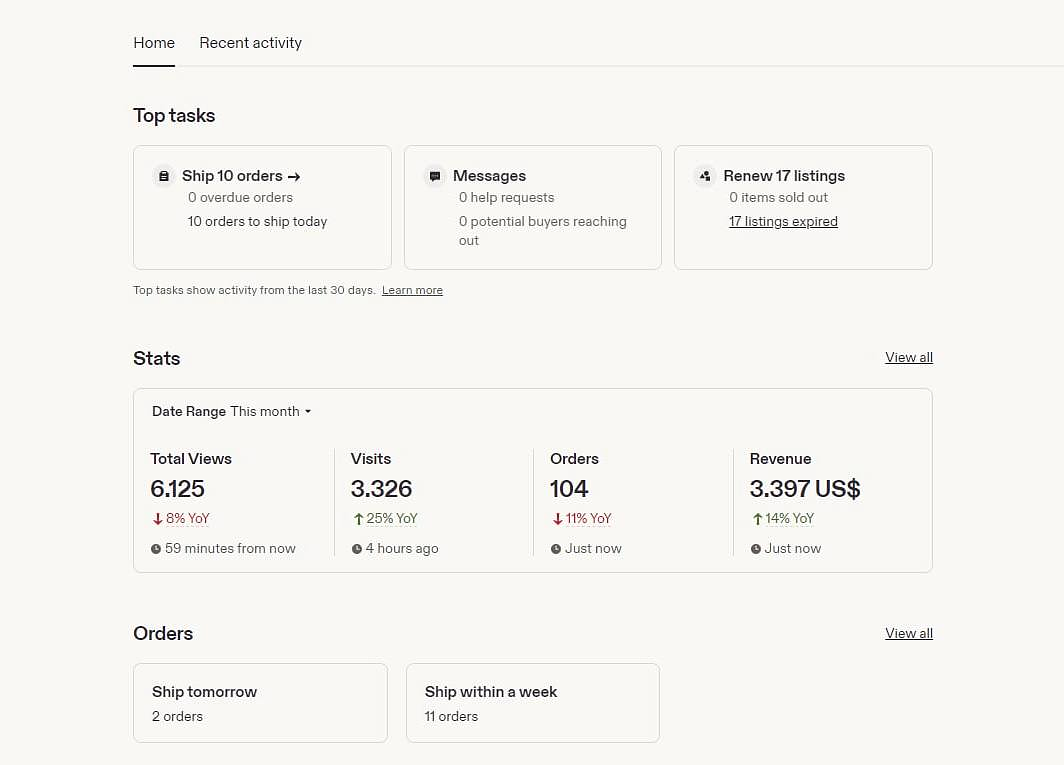 Home Recent activity
Top tasks
Ship 10 orders →
0 overdue orders
10 orders to ship today
Messages
0 help requests
0 potential buyers reaching
out
Renew 17 listings
0 items sold out
17 listings expired
Top tasks show activity from the last 30 days. Learn more
Stats View all
Date Range This month
Total Views
6.125
↓ 8% YoY
59 minutes from now
Visits
3.326
↑ 25% YoY
4 hours ago
Orders
104
↓ 11% YoY
Just now
Revenue
3.397 US$
↑ 14% YoY
Just now
Orders View all
Ship tomorrow
2 orders
Ship within a week
11 orders